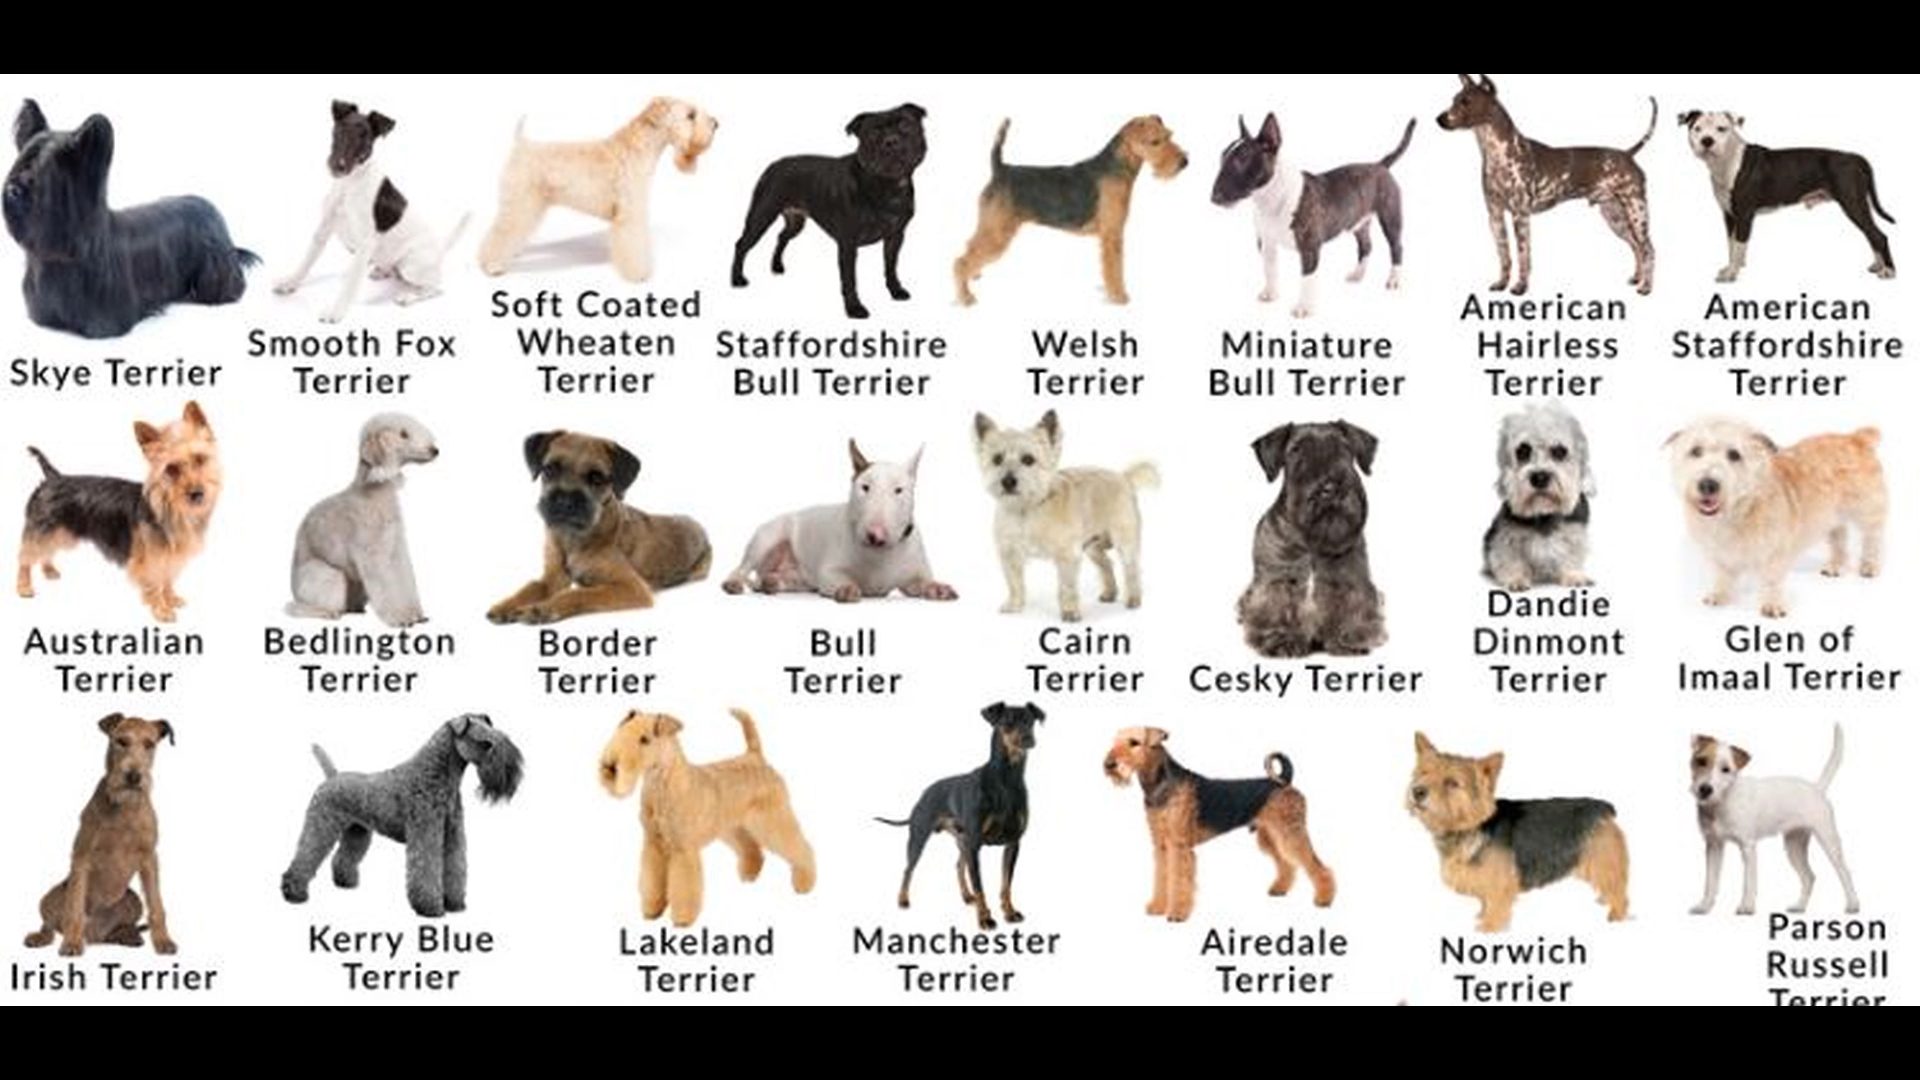 Skye Terrier
Smooth Fox
Terrier
Soft Coated
Wheaten
Terrier
Staffordshire
Bull Terrier
Welsh
Terrier
Miniature
Bull Terrier
American
Hairless
Terrier
American
Staffordshire
Terrier
Australian
Terrier
Bedlington
Terrier
Border
Terrier
Bull
Terrier
Cairn
Terrier
Cesky Terrier
Dandie
Dinmont
Terrier
Glen of
Imaal Terrier
Irish Terrier
Kerry Blue
Terrier
Lakeland
Terrier
Manchester
Terrier
Airedale
Terrier
Norwich
Terrier
Parson
Russell
Terrier